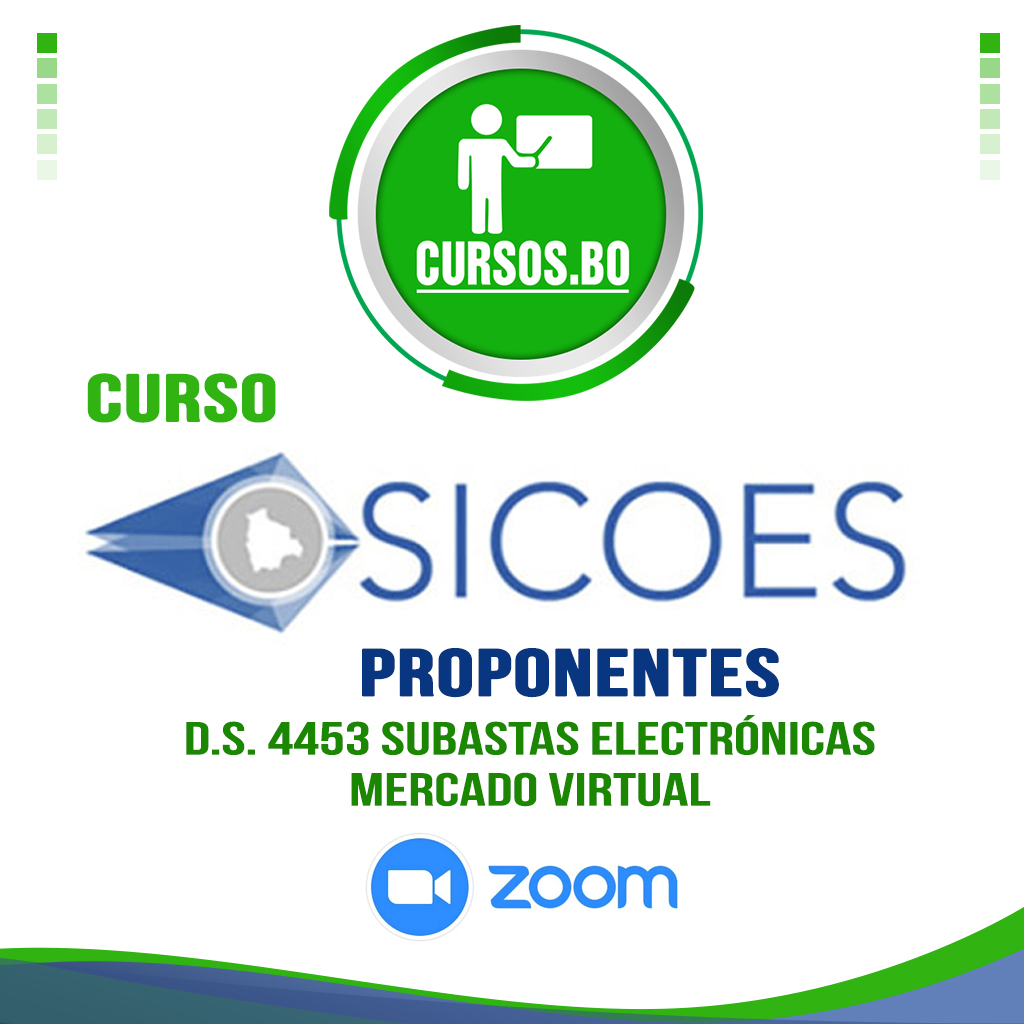 CURSOS.BO
CURSO
SICOES
PROPONENTES
D.S. 4453 SUBASTAS ELECTRÓNICAS
MERCADO VIRTUAL
zoom